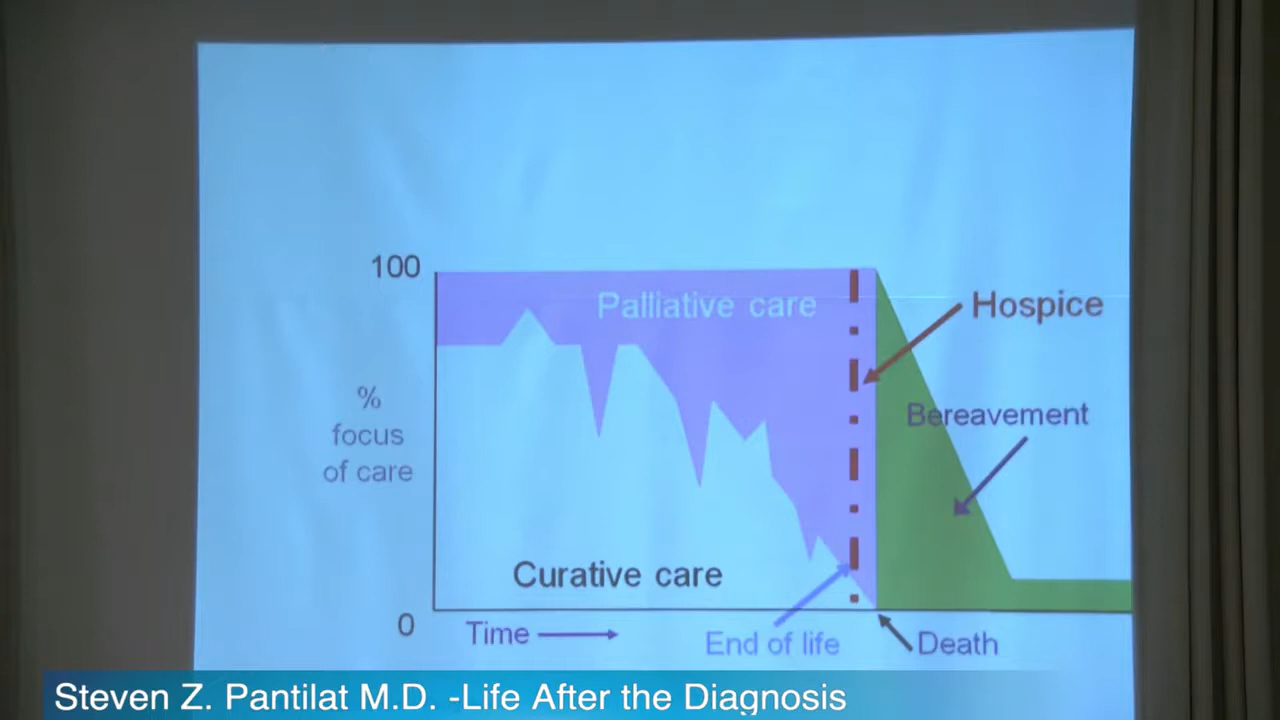 100
Palliative care
Hospice
%
focus
of care
Bereavement
Curative care
0
Time
End of life
Death
Steven Z. Pantilat M.D. -Life After the Diagnosis